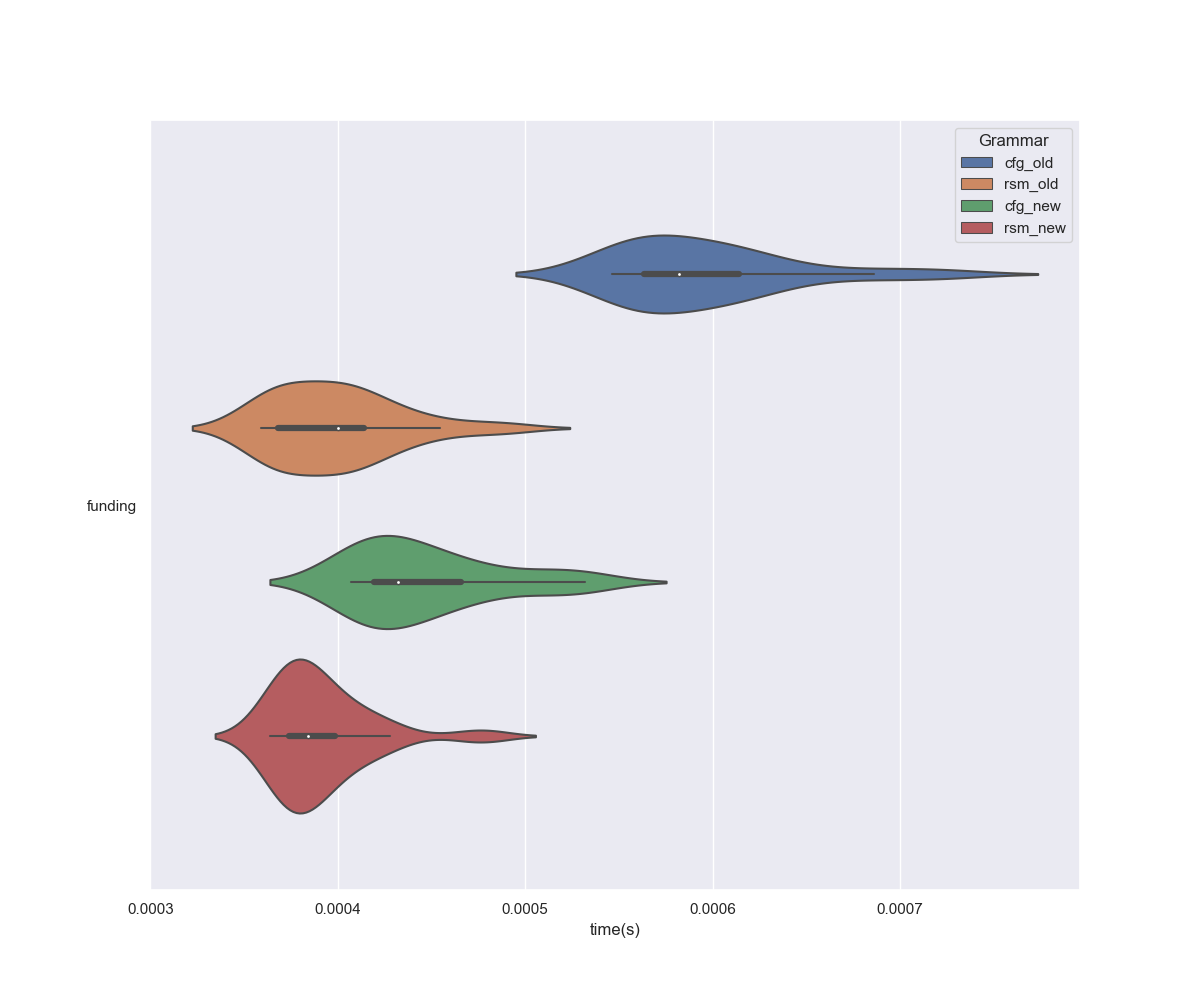 Grammar
cfg_old
rsm_old
cfg_new
rsm_new
funding
0.0003 0.0004 0.0005 0.0006 0.0007
time(s)